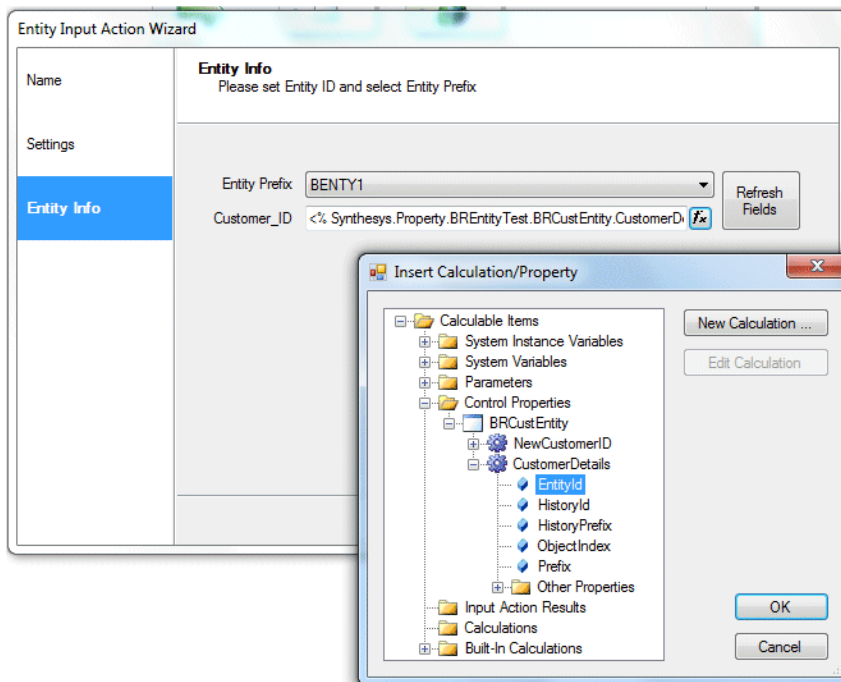 Entity Input Action Wizard
Name
Entity Info
Please set Entity ID and select Entity Prefix
Settings
Entity Info
Entity Prefix BENTY1
Refresh Fields
Customer_ID <% Synthesys.Property.BREntityTest.BRCustEntity.CustomerD fx
Insert Calculation/Property
Calculable Items
New Calculation ...
System Instance Variables
System Variables
Edit Calculation
Parameters
Control Properties
BRCustEntity
NewCustomerID
CustomerDetails
EntityId
HistoryId
HistoryPrefix
ObjectIndex
Prefix
Other Properties
Input Action Results
OK
Calculations
Built-In Calculations
Cancel